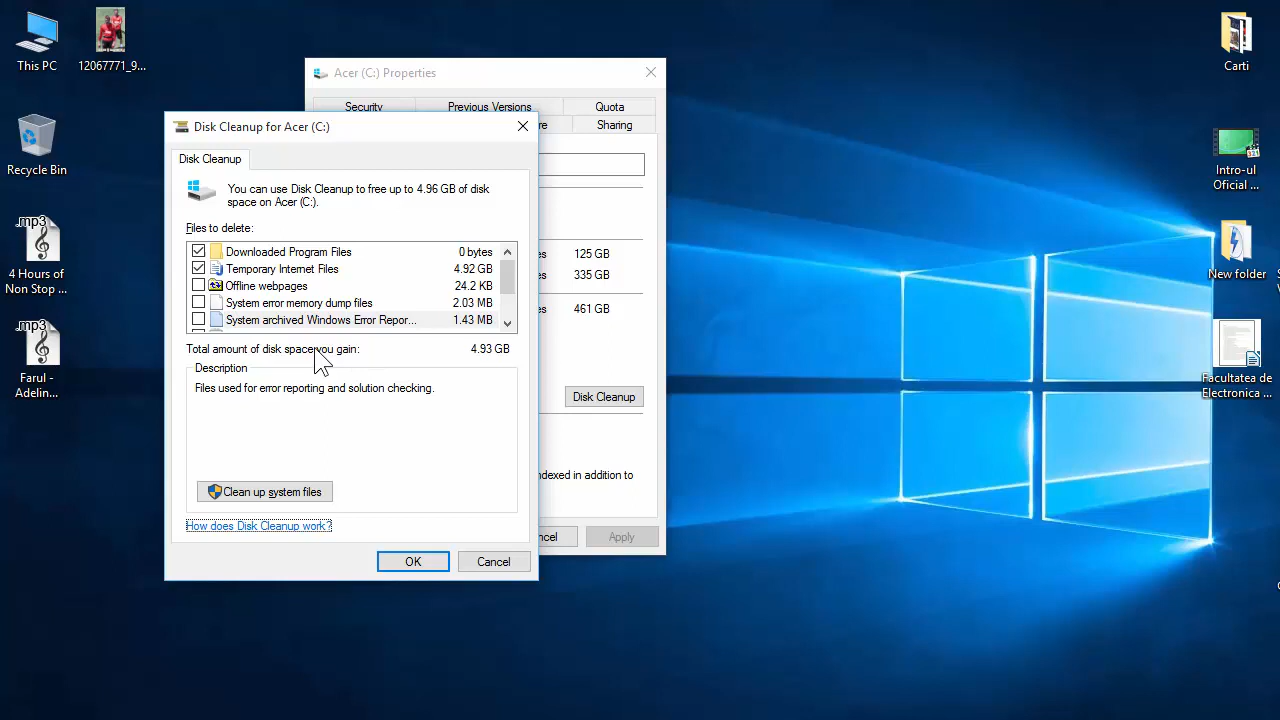 This PC
12067771_9...
Recycle Bin
.mp3
4 Hours of
Non Stop ...
.mp3
Farul -
Adelin...
Acer (C:) Properties
Security
Previous Versions
Quota
re
Sharing
es
125 GB
es
335 GB
es
461 GB
Disk Cleanup
ndexed in addition to
ncel
Apply
Disk Cleanup for Acer (C:)
Disk Cleanup
You can use Disk Cleanup to free up to 4.96 GB of disk
space on Acer (C:).
Files to delete:
Downloaded Program Files
0 bytes
Temporary Internet Files
4.92 GB
Offline webpages
24.2 KB
System error memory dump files
2.03 MB
System archived Windows Error Repor...
1.43 MB
Total amount of disk space you gain:
4.93 GB
Description
Files used for error reporting and solution checking.
Clean up system files
How does Disk Cleanup work?
OK
Cancel
Carti
321
Intro-ul
Oficial ...
New folder
Facultatea de
Electronica ...